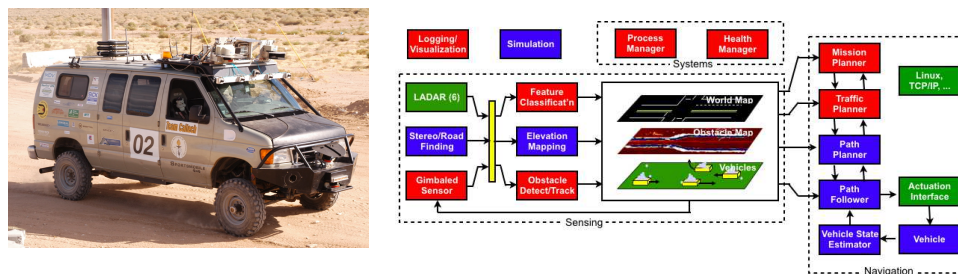 Team Caltech
02
Logging/
Visualization
Simulation
Process
Manager
Health
Manager
Systems
LADAR (6)
Stereo/Road
Finding
Gimbaled
Sensor
Feature
Classificat'n
Elevation
Mapping
Obstacle
Detect/Track
World Map
Obstacle Map
Vehicles
Sensing
Mission
Planner
Traffic
Planner
Path
Planner
Path
Follower
Vehicle State
Estimator
Linux,
TCP/IP, ...
Actuation
Interface
Vehicle
Navigation